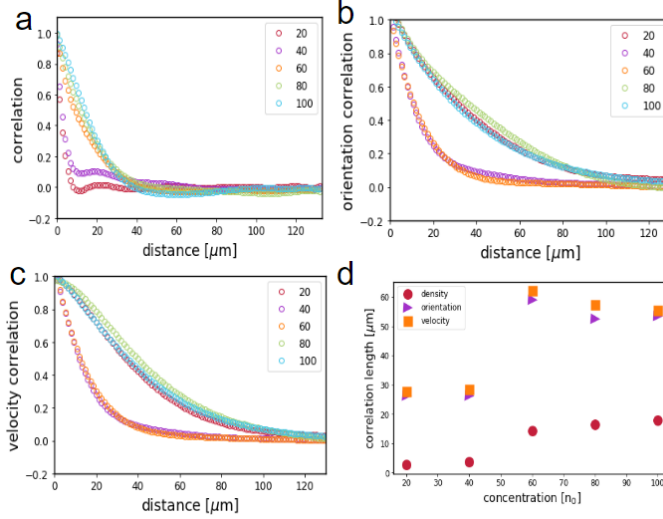 a
correlation
1.0
0.8
0.6
0.4
0.2
0.0
−0.2
0 20 40 60 80 100 120
distance [μm]
20
40
60
80
100
b
orientation correlation
1.0
0.8
0.6
0.4
0.2
0.0
−0.2
0 20 40 60 80 100 120
distance [μm]
20
40
60
80
100
c
velocity correlation
1.0
0.8
0.6
0.4
0.2
0.0
−0.2
0 20 40 60 80 100 120
distance [μm]
20
40
60
80
100
d
correlation length [μm]
60
50
40
30
20
10
0
20 30 40 50 60 70 80 90 100
concentration [n₀]
density
orientation
velocity